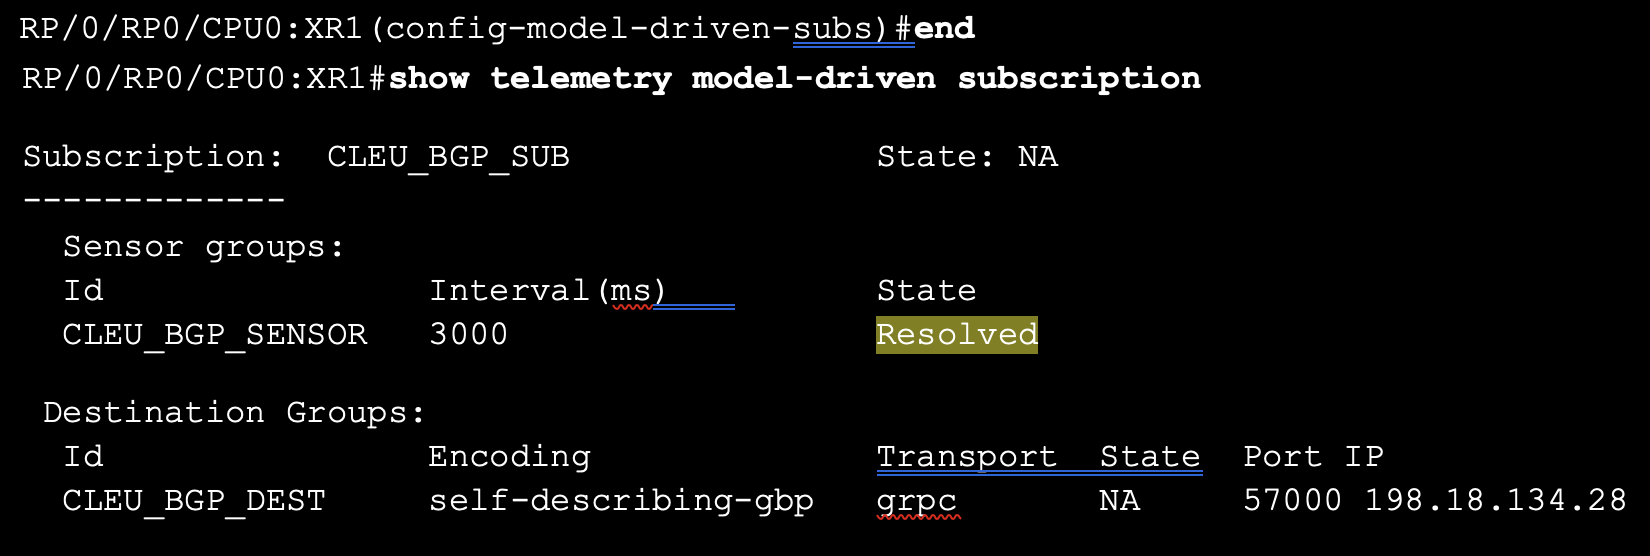 RP/0/RP0/CPU0:XR1(config-model-driven-subs)#end
RP/0/RP0/CPU0:XR1#show telemetry model-driven subscription
Subscription:  CLEU_BGP_SUB               State: NA
-------------
  Sensor groups:
  Id                Interval(ms)          State
  CLEU_BGP_SENSOR   3000                  Resolved
 Destination Groups:
  Id                Encoding              Transport  State  Port IP
  CLEU_BGP_DEST     self-describing-gbp   grpc       NA     57000 198.18.134.28